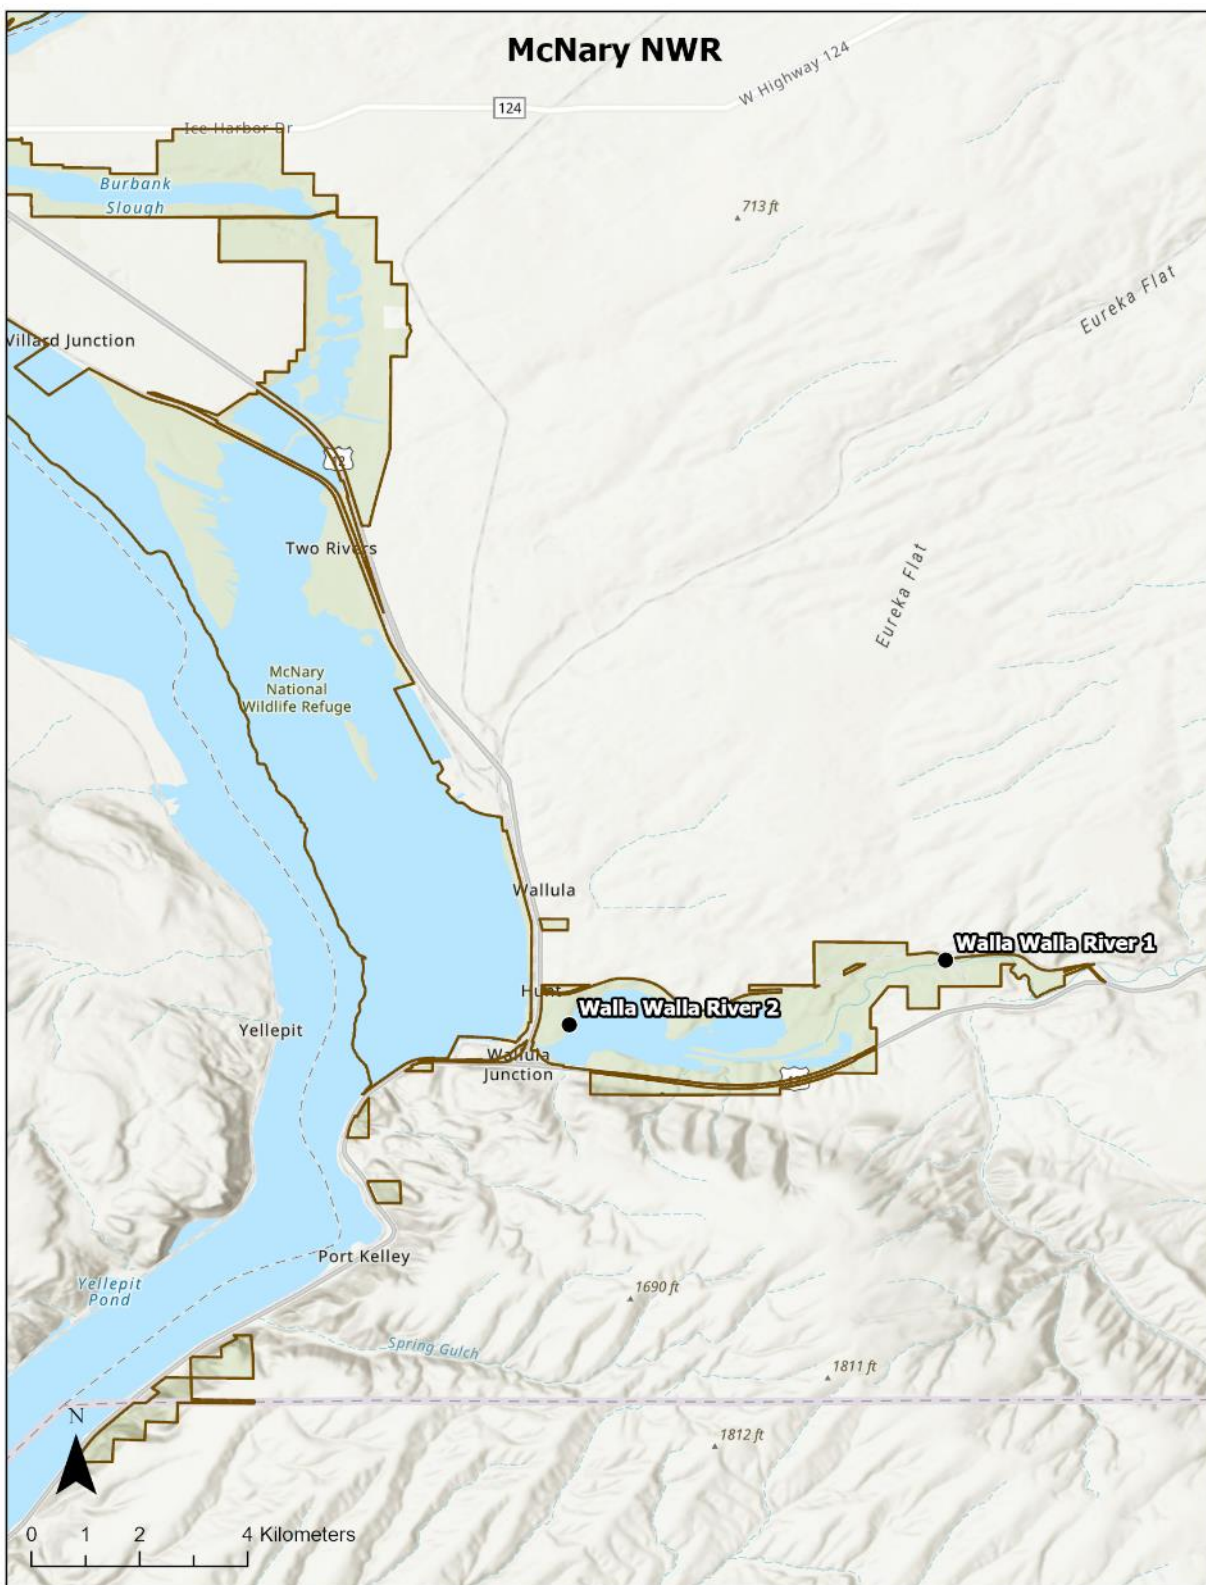 McNary NWR
W Highway 124
124
Ice Harbor Dr
Burbank
Slough
713 ft
Eureka Flat
Villard Junction
12
Two Rivers
Eureka Flat
McNary
National
Wildlife Refuge
Wallula
Walla Walla River 1
Hunt
Walla Walla River 2
Yellepit
Wallula
Junction
Port Kelley
Yellepit
Pond
1690 ft
Spring Gulch
1811 ft
N
1812 ft
0 1 2 4 Kilometers